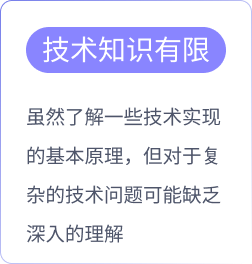 技术知识有限
虽然了解一些技术实现
的基本原理，但对于复
杂的技术问题可能缺乏
深入的理解